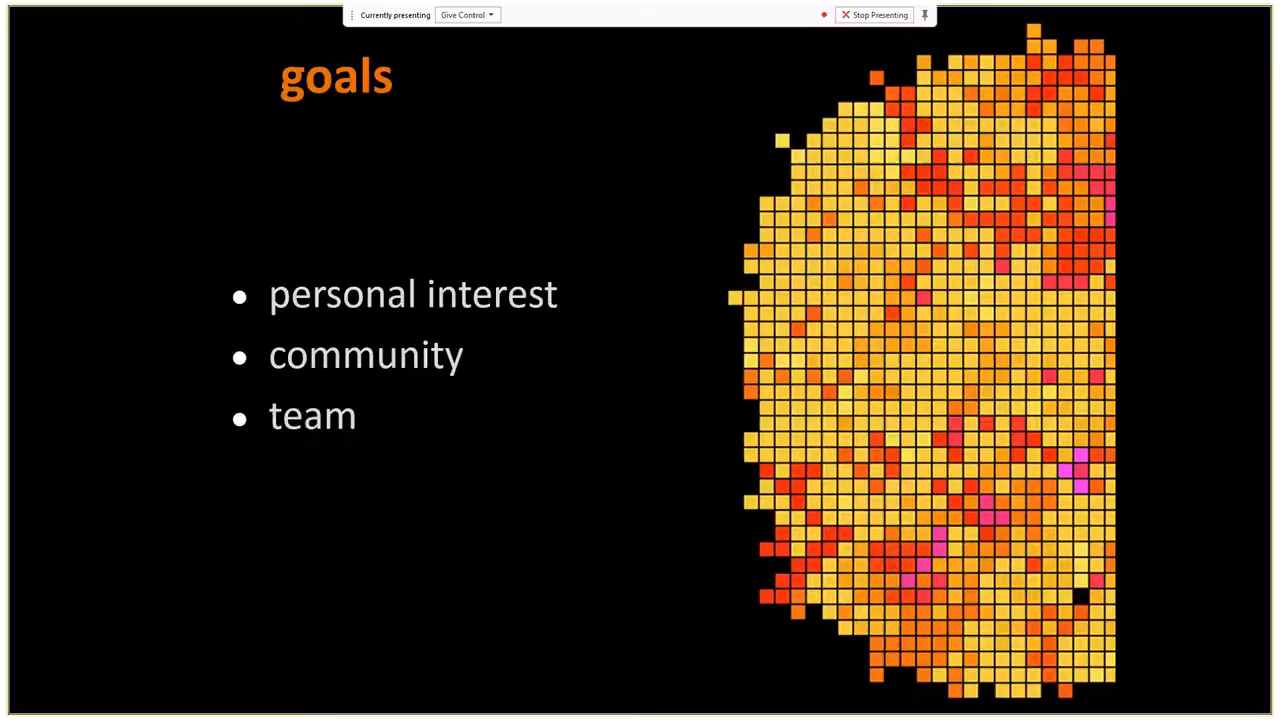 Currently presenting Give Control Stop Presenting
goals
personal interest
community
team